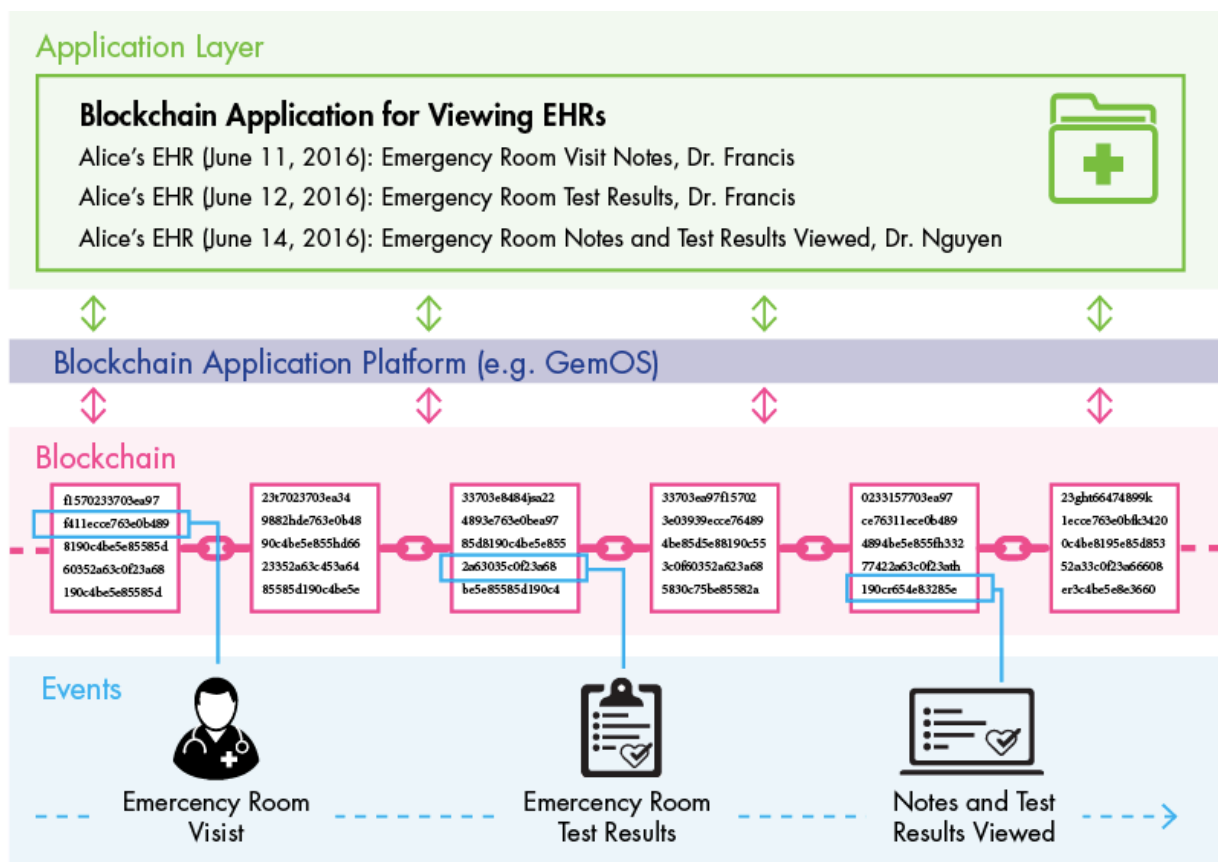 Application Layer
Blockchain Application for Viewing EHRs
Alice’s EHR (June 11, 2016): Emergency Room Visit Notes, Dr. Francis
Alice’s EHR (June 12, 2016): Emergency Room Test Results, Dr. Francis
Alice’s EHR (June 14, 2016): Emergency Room Notes and Test Results Viewed, Dr. Nguyen
Blockchain Application Platform (e.g. GemOS)
Blockchain
f1570233703ea97
f411ecce763e0b489
8190c4be5e85585d
60352a63c0f23a68
190c4be5e85585d
23t7023703ea34
9882hde763e0b48
90c4be5e855hd66
23352a63c453a64
85585d190c4be5e
33703e8484jsa22
4893e763e0bea97
85d8190c4be5e855
2a63035c0f23a68
be5e85585d190c4
33703ea97f15702
3e03939ecce76489
4be85d5e88190c55
3c0f60352a623a68
5830c75be85582a
0233157703ea97
ce76311ece0b489
4894be5e855fh332
77422a63c0f23ath
190cr654e83285e
23ght66474899k
1ecce763e0bfk3420
0c4be8195e85d853
52a33c0f23a66608
er3c4be5e8e3660
Events
Emercency Room
Visist
Emercency Room
Test Results
Notes and Test
Results Viewed